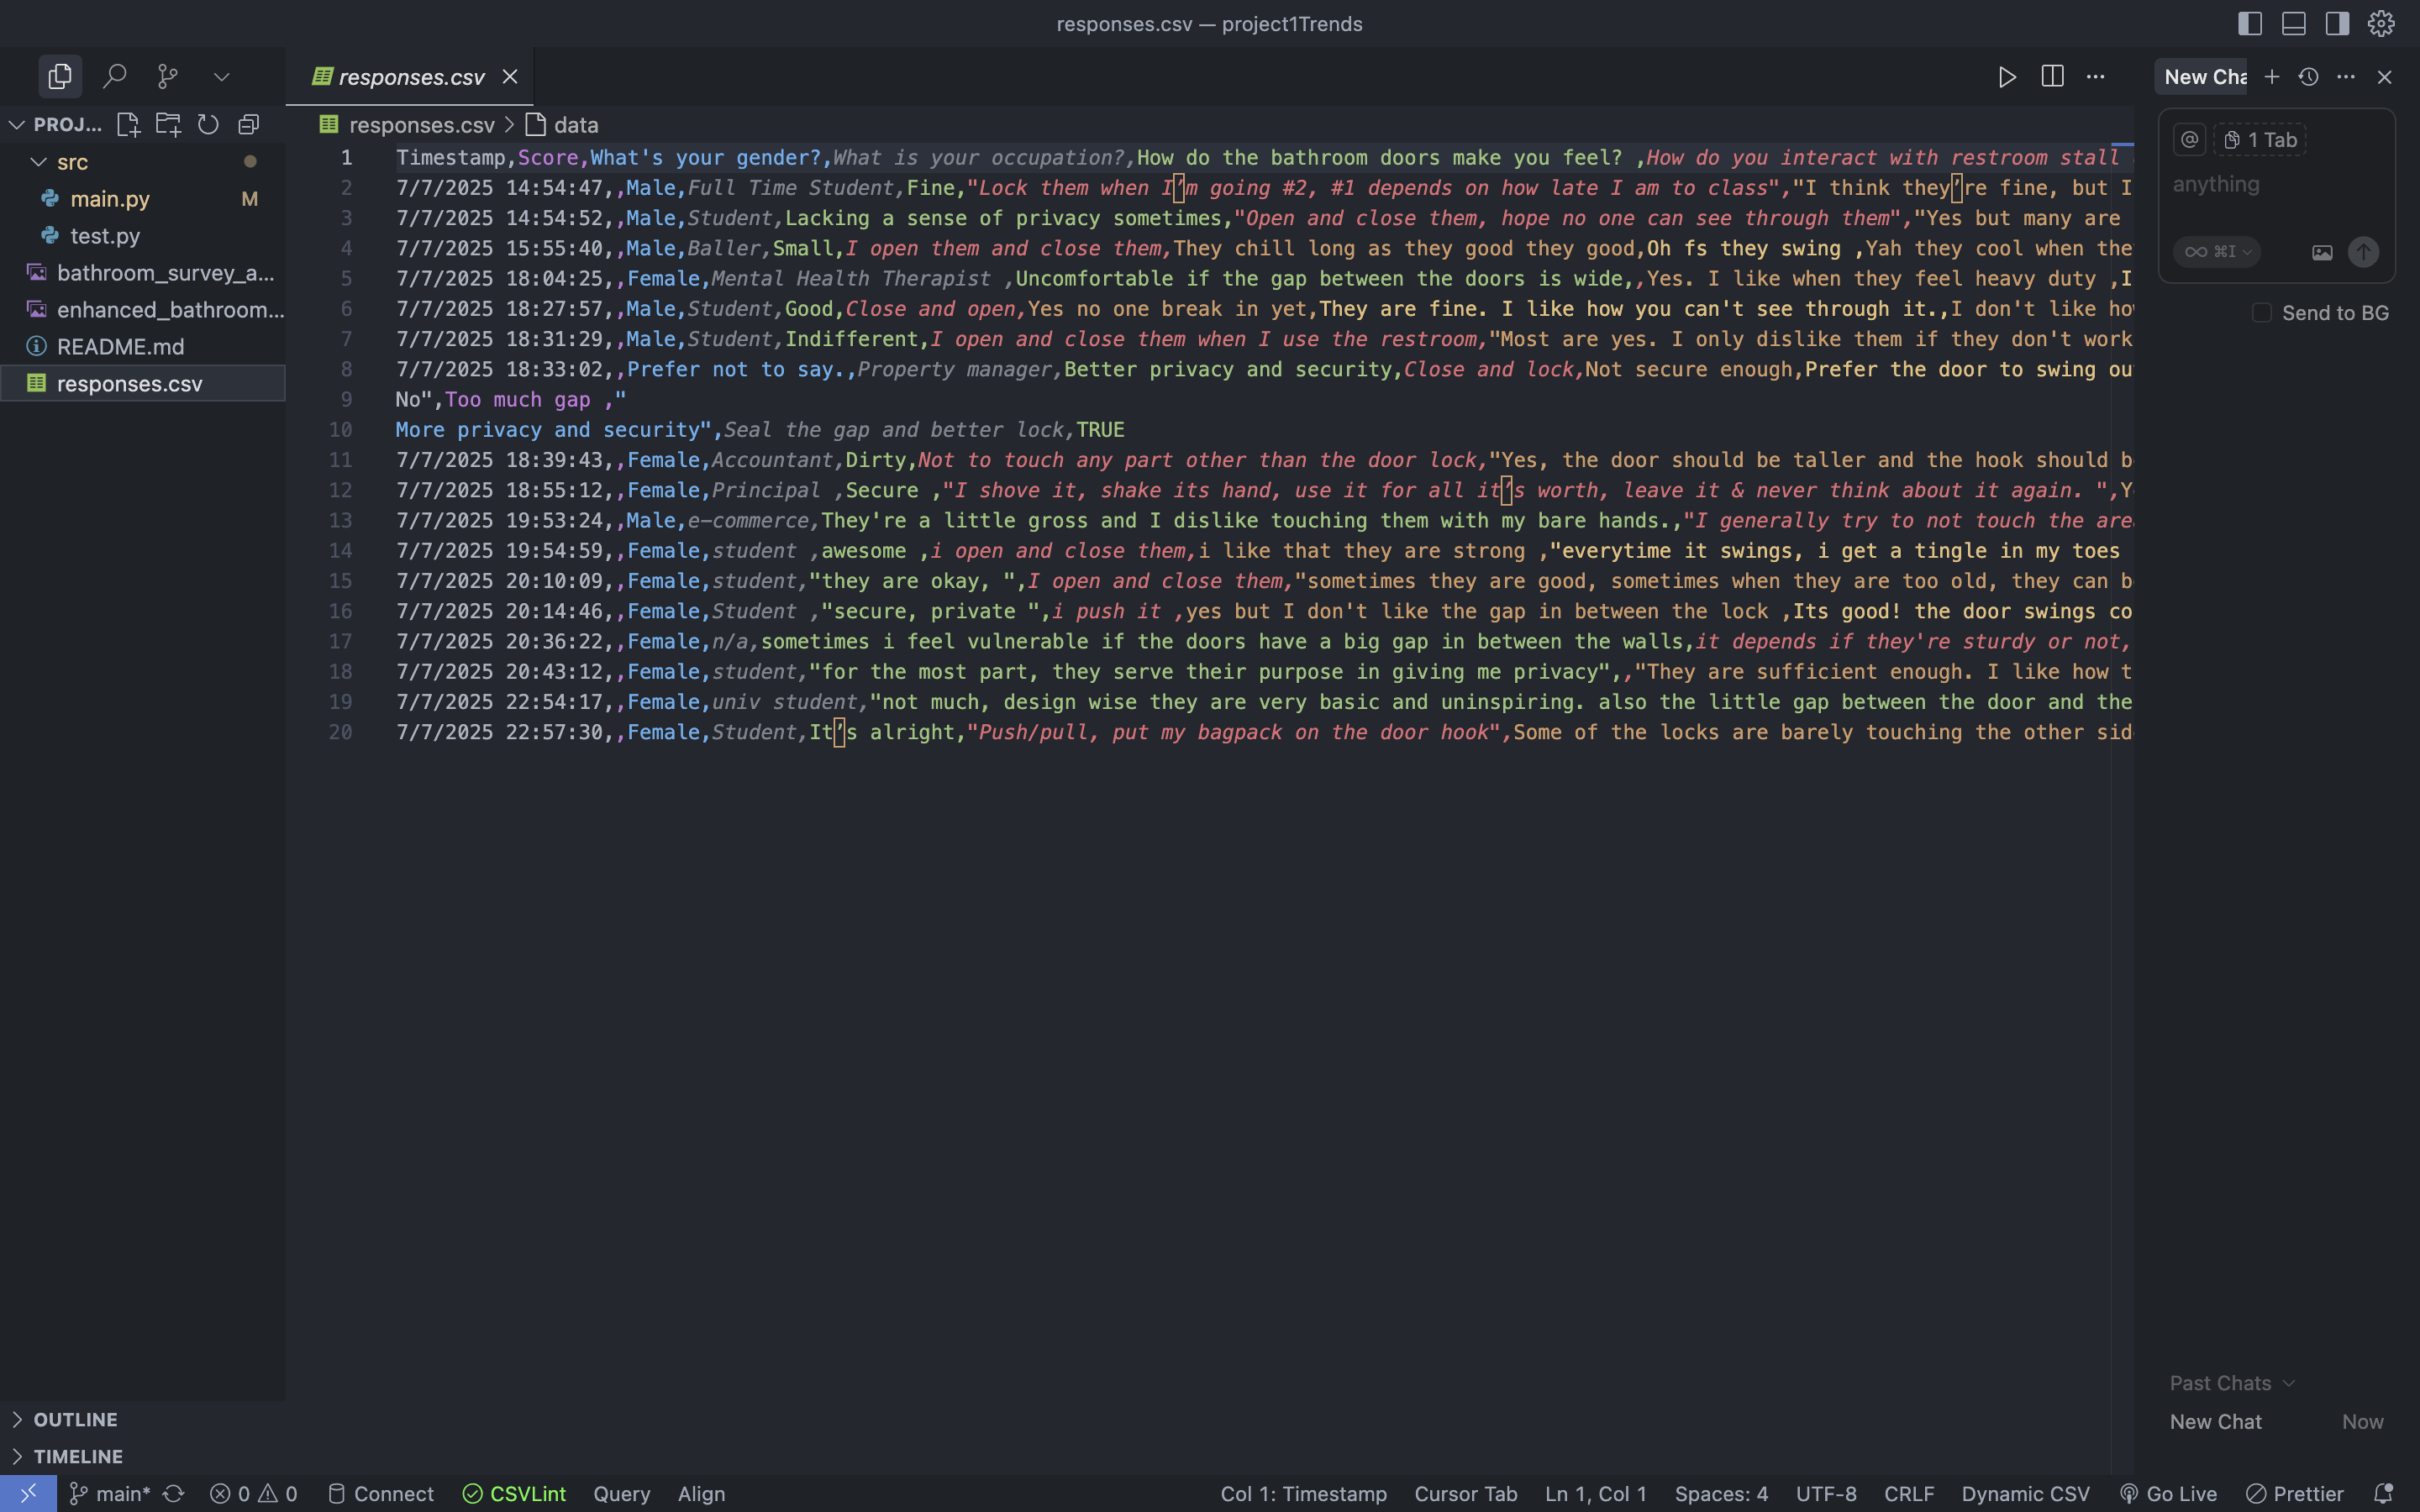 responses.csv — project1Trends
responses.csv
New Cha
PROJ...
responses.csv > data
@ 1 Tab
src
anything
main.py M
test.py
⌘I
bathroom_survey_a...
enhanced_bathroom...
Send to BG
README.md
responses.csv
1 Timestamp,Score,What's your gender?,What is your occupation?,How do the bathroom doors make you feel? ,How do you interact with restroom stall
2 7/7/2025 14:54:47,,Male,Full Time Student,Fine,"Lock them when I’m going #2, #1 depends on how late I am to class","I think they’re fine, but I
3 7/7/2025 14:54:52,,Male,Student,Lacking a sense of privacy sometimes,"Open and close them, hope no one can see through them","Yes but many are
4 7/7/2025 15:55:40,,Male,Baller,Small,I open them and close them,They chill long as they good they good,Oh fs they swing ,Yah they cool when the
5 7/7/2025 18:04:25,,Female,Mental Health Therapist ,Uncomfortable if the gap between the doors is wide,,Yes. I like when they feel heavy duty ,I
6 7/7/2025 18:27:57,,Male,Student,Good,Close and open,Yes no one break in yet,They are fine. I like how you can't see through it.,I don't like ho
7 7/7/2025 18:31:29,,Male,Student,Indifferent,I open and close them when I use the restroom,"Most are yes. I only dislike them if they don't work
8 7/7/2025 18:33:02,,Prefer not to say.,Property manager,Better privacy and security,Close and lock,Not secure enough,Prefer the door to swing ou
9 No",Too much gap ,"
10 More privacy and security",Seal the gap and better lock,TRUE
11 7/7/2025 18:39:43,,Female,Accountant,Dirty,Not to touch any part other than the door lock,"Yes, the door should be taller and the hook should b
12 7/7/2025 18:55:12,,Female,Principal ,Secure ,"I shove it, shake its hand, use it for all it’s worth, leave it & never think about it again. ",Y
13 7/7/2025 19:53:24,,Male,e-commerce,They're a little gross and I dislike touching them with my bare hands.,"I generally try to not touch the are
14 7/7/2025 19:54:59,,Female,student ,awesome ,i open and close them,i like that they are strong ,"everytime it swings, i get a tingle in my toes
15 7/7/2025 20:10:09,,Female,student,"they are okay, ",I open and close them,"sometimes they are good, sometimes when they are too old, they can b
16 7/7/2025 20:14:46,,Female,Student ,"secure, private ",i push it ,yes but I don't like the gap in between the lock ,Its good! the door swings co
17 7/7/2025 20:36:22,,Female,n/a,sometimes i feel vulnerable if the doors have a big gap in between the walls,it depends if they're sturdy or not,
18 7/7/2025 20:43:12,,Female,student,"for the most part, they serve their purpose in giving me privacy",,"They are sufficient enough. I like how t
19 7/7/2025 22:54:17,,Female,univ student,"not much, design wise they are very basic and uninspiring. also the little gap between the door and the
20 7/7/2025 22:57:30,,Female,Student,It’s alright,"Push/pull, put my bagpack on the door hook",Some of the locks are barely touching the other sid
Past Chats
New Chat Now
OUTLINE
TIMELINE
main* 0 0 Connect CSVLint Query Align Col 1: Timestamp Cursor Tab Ln 1, Col 1 Spaces: 4 UTF-8 CRLF Dynamic CSV Go Live Prettier